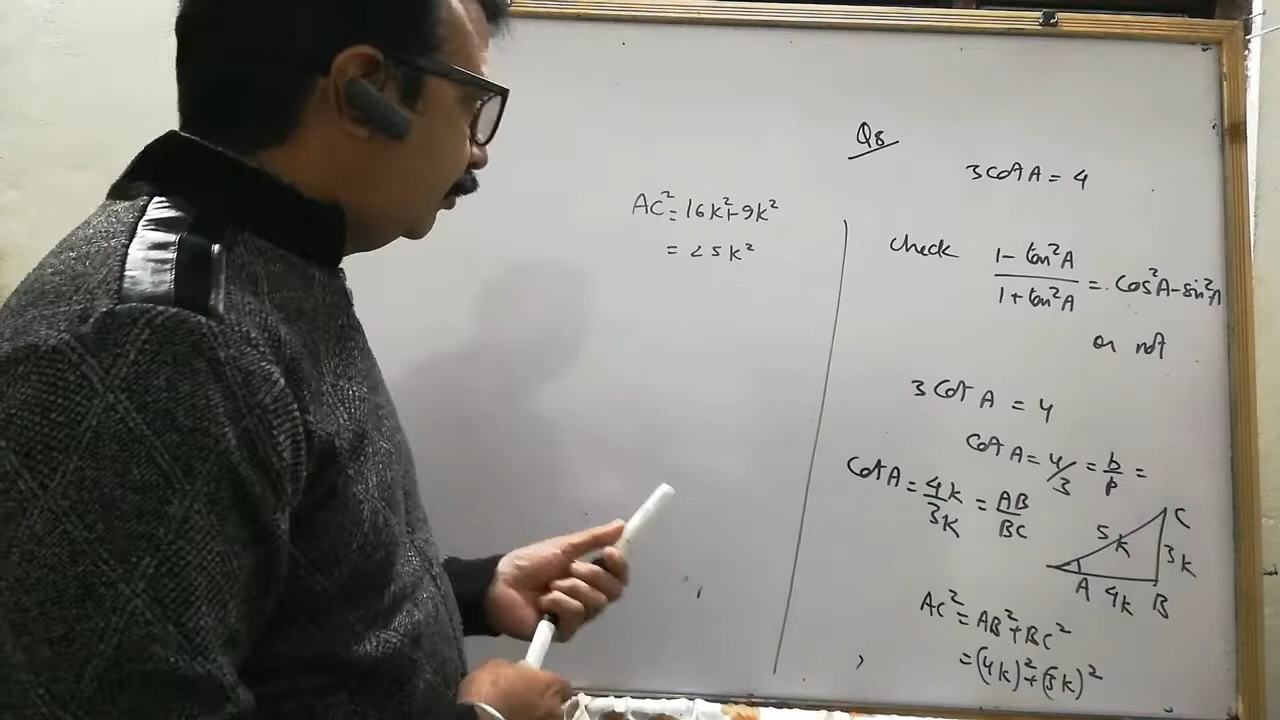 Q8
3 cot A = 4
check 1 - tan²A / 1 + tan²A = cos²A - sin²A
or not
3 cot A = 4
cot A = 4/3 = b/p =
cot A = 4k/3k = AB/BC
C
5k
3k
A 4k B
AC² = AB² + BC²
= (4k)² + (3k)²
AC² = 16k² + 9k²
= 25k²